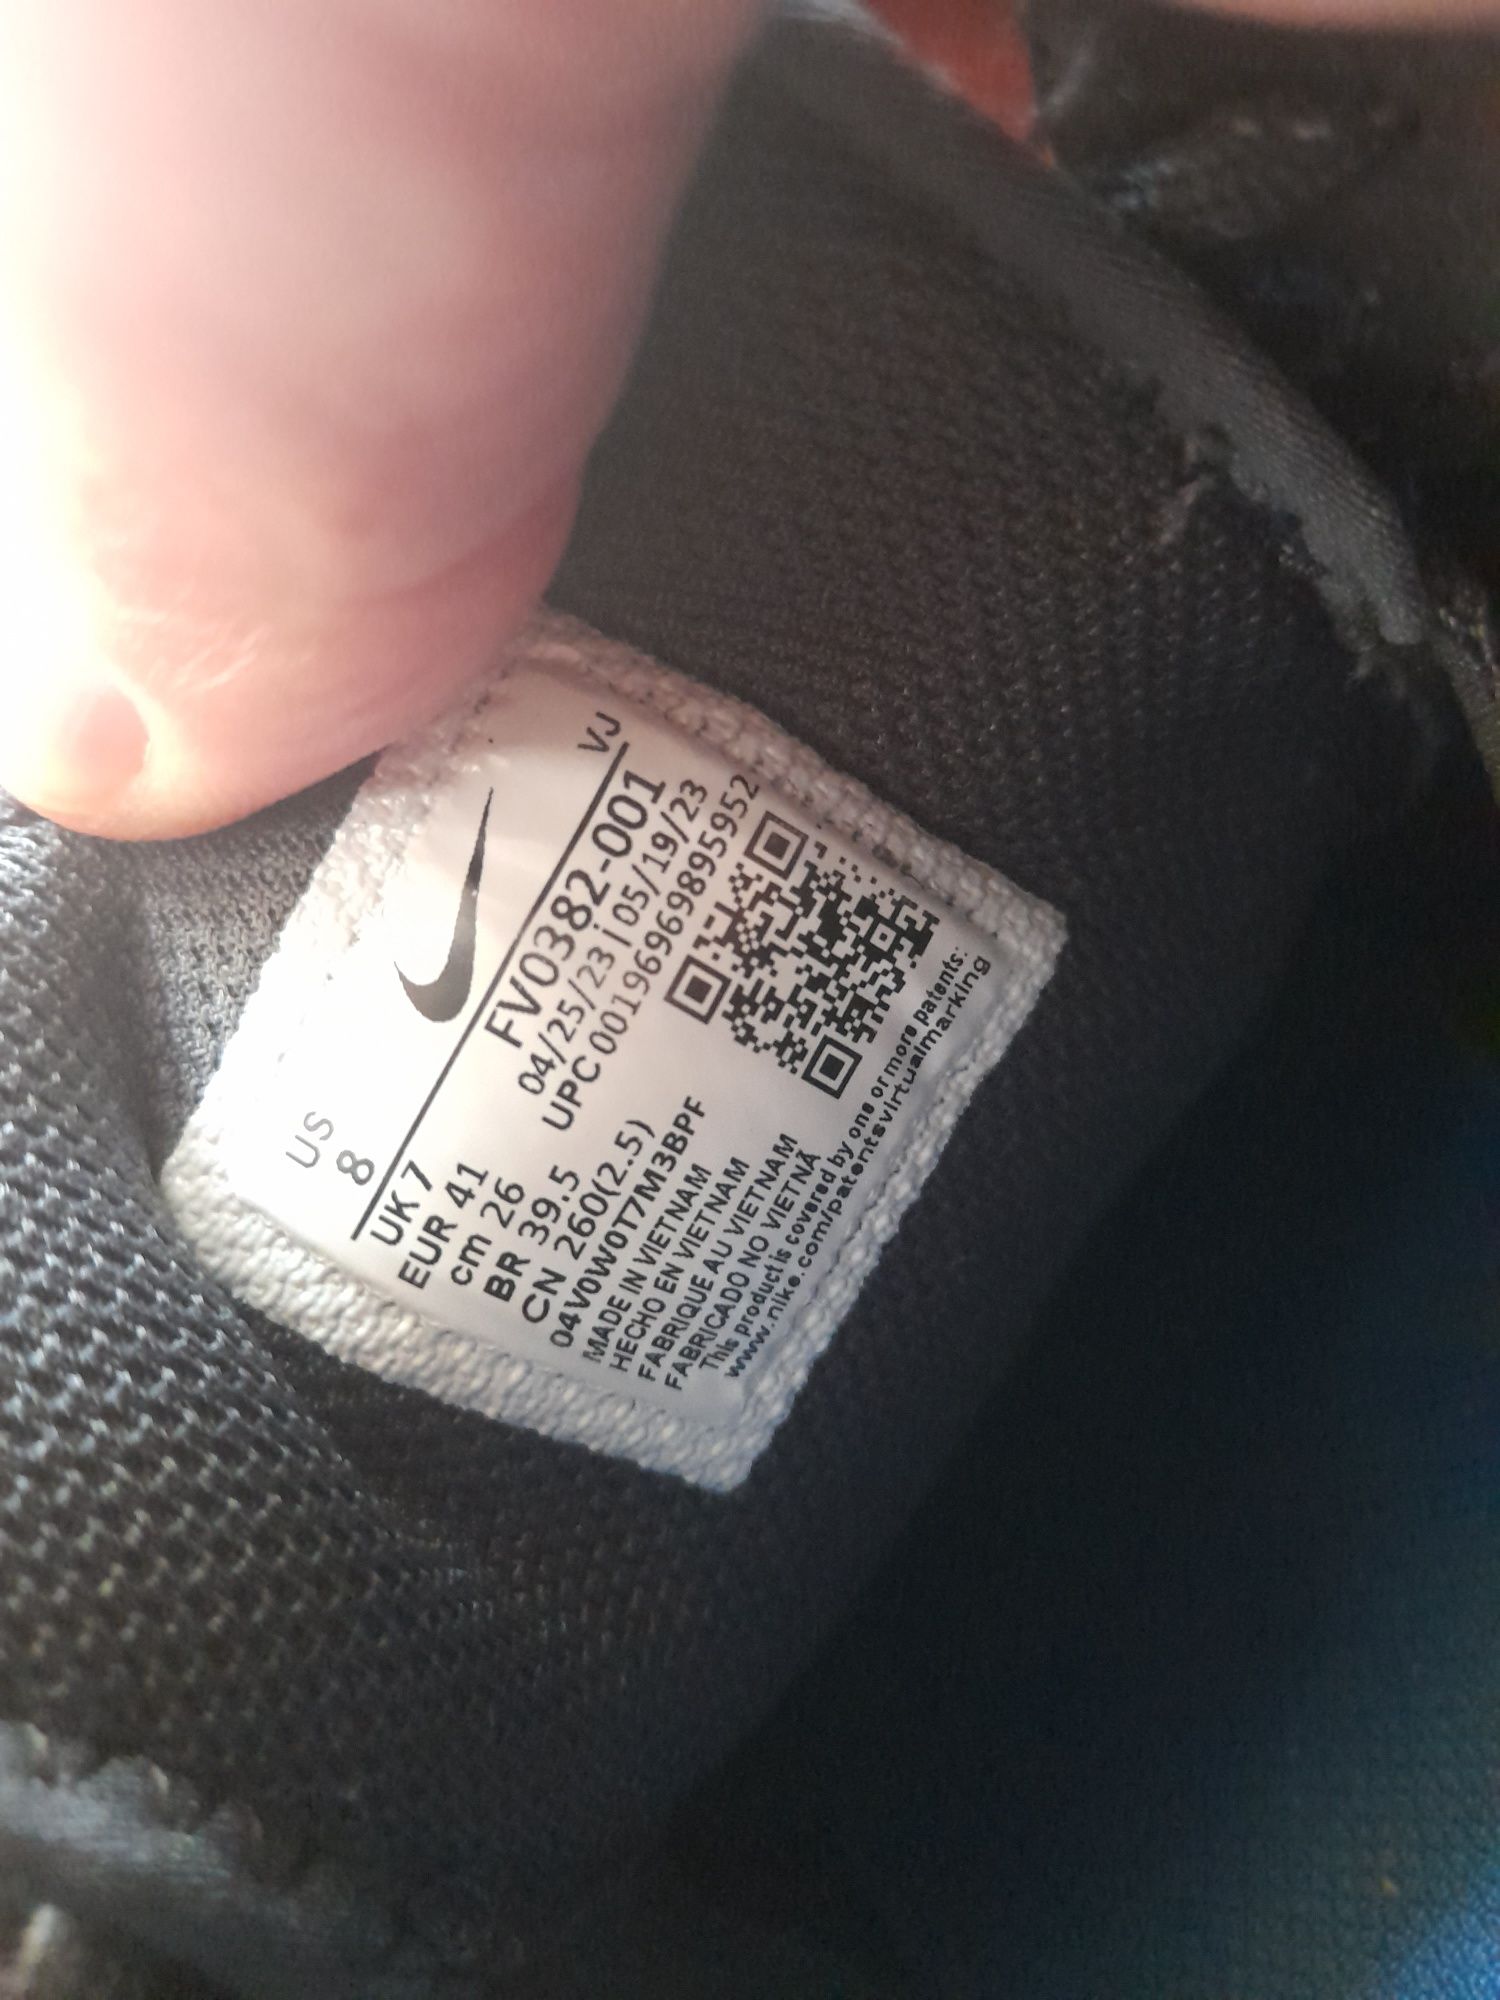 US
8
VJ
UK 7
EUR 41
cm 26
BR 39.5
CN 260(2.5)
04V0W0T7M3BPF
FV0382-001
04/25/23 | 05/19/23
UPC 00196969895952
MADE IN VIETNAM
HECHO EN VIETNAM
FABRIQUE AU VIETNAM
FABRICADO NO VIETNÃ
This product is covered by one or more patents:
www.nike.com/patentsvirtualmarking